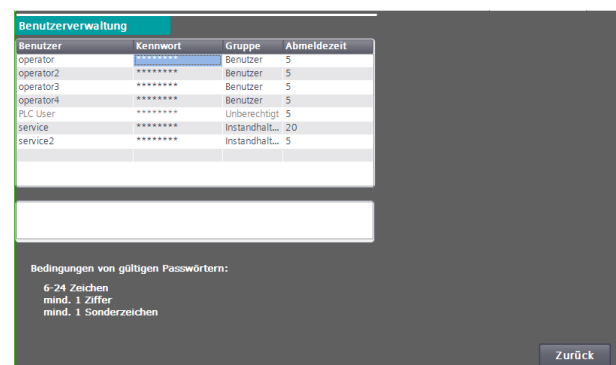 Benutzerverwaltung
Benutzer Kennwort Gruppe Abmeldezeit
operator ******** Benutzer 5
operator2 ******** Benutzer 5
operator3 ******** Benutzer 5
operator4 ******** Benutzer 5
PLC User ******** Unberechtigt 5
service ******** Instandhalt... 20
service2 ******** Instandhalt... 5
Bedingungen von gültigen Passwörtern:
6-24 Zeichen
mind. 1 Ziffer
mind. 1 Sonderzeichen
Zurück